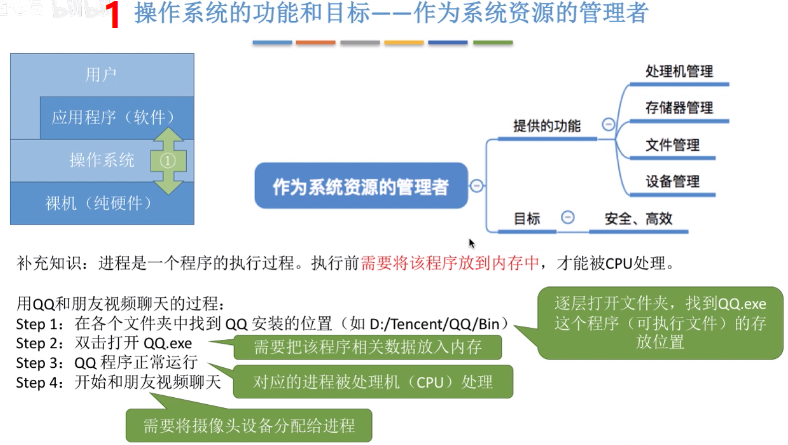 1 操作系统的功能和目标——作为系统资源的管理者
用户
应用程序（软件）
操作系统
①
裸机（纯硬件）
作为系统资源的管理者
提供的功能
处理机管理
存储器管理
文件管理
设备管理
目标
安全、高效
补充知识：进程是一个程序的执行过程。执行前需要将该程序放到内存中，才能被CPU处理。
用QQ和朋友视频聊天的过程：
Step 1：在各个文件夹中找到 QQ 安装的位置（如 D:/Tencent/QQ/Bin）
逐层打开文件夹，找到QQ.exe
这个程序（可执行文件）的存
放位置
Step 2：双击打开 QQ.exe
需要把该程序相关数据放入内存
Step 3：QQ 程序正常运行
对应的进程被处理机（CPU）处理
Step 4：开始和朋友视频聊天
需要将摄像头设备分配给进程